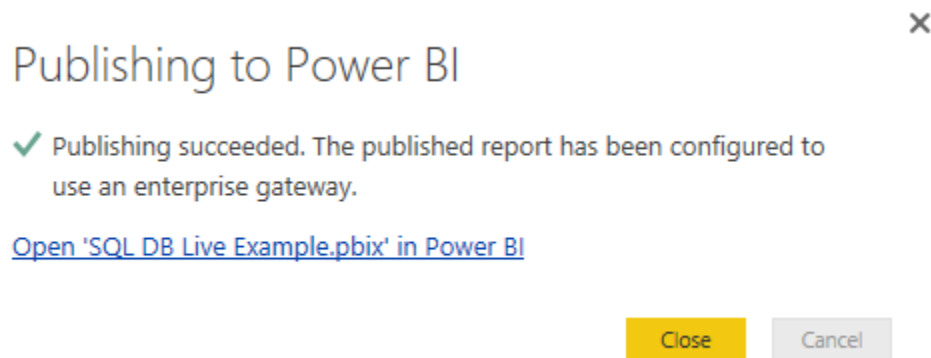 Publishing to Power BI
Publishing succeeded. The published report has been configured to
use an enterprise gateway.
Open 'SQL DB Live Example.pbix' in Power BI
Close Cancel